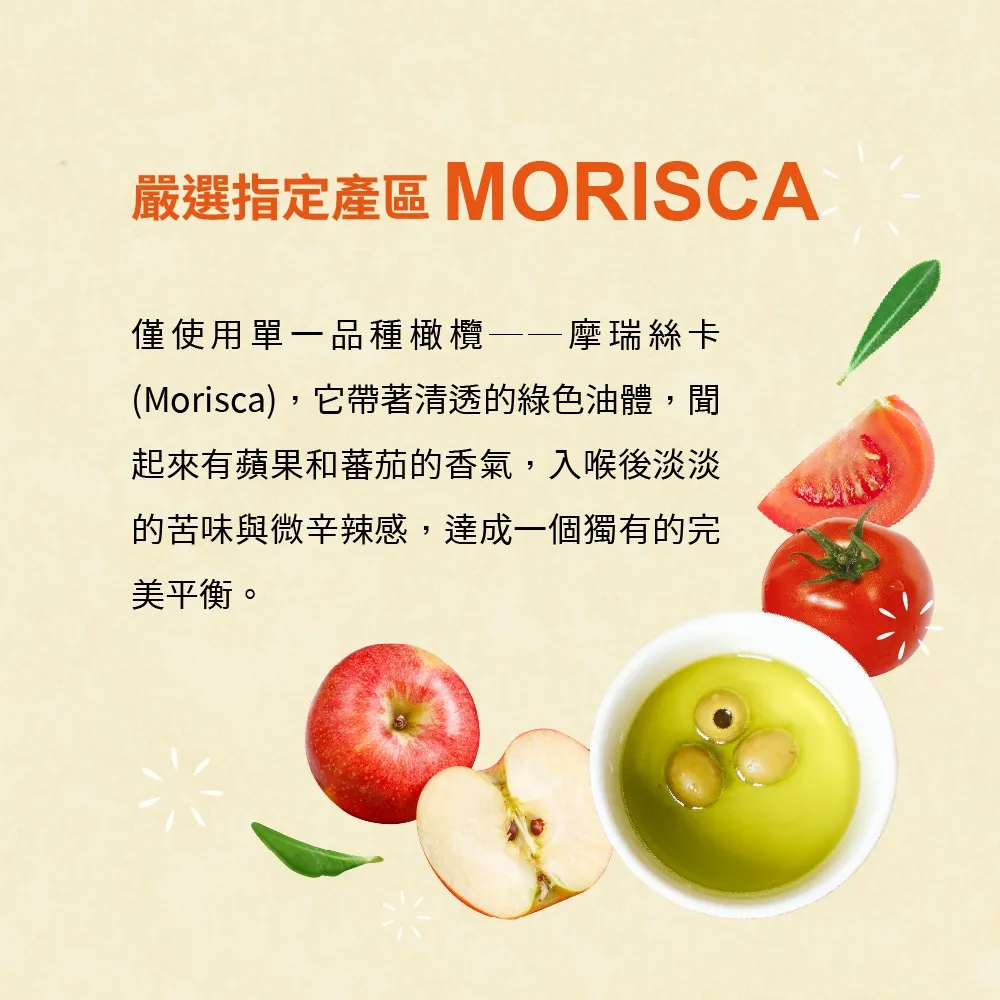 嚴選指定產區 MORISCA
僅使用單一品種橄欖——摩瑞絲卡
(Morisca)，它帶著清透的綠色油體，聞
起來有蘋果和蕃茄的香氣，入喉後淡淡
的苦味與微辛辣感，達成一個獨有的完
美平衡。